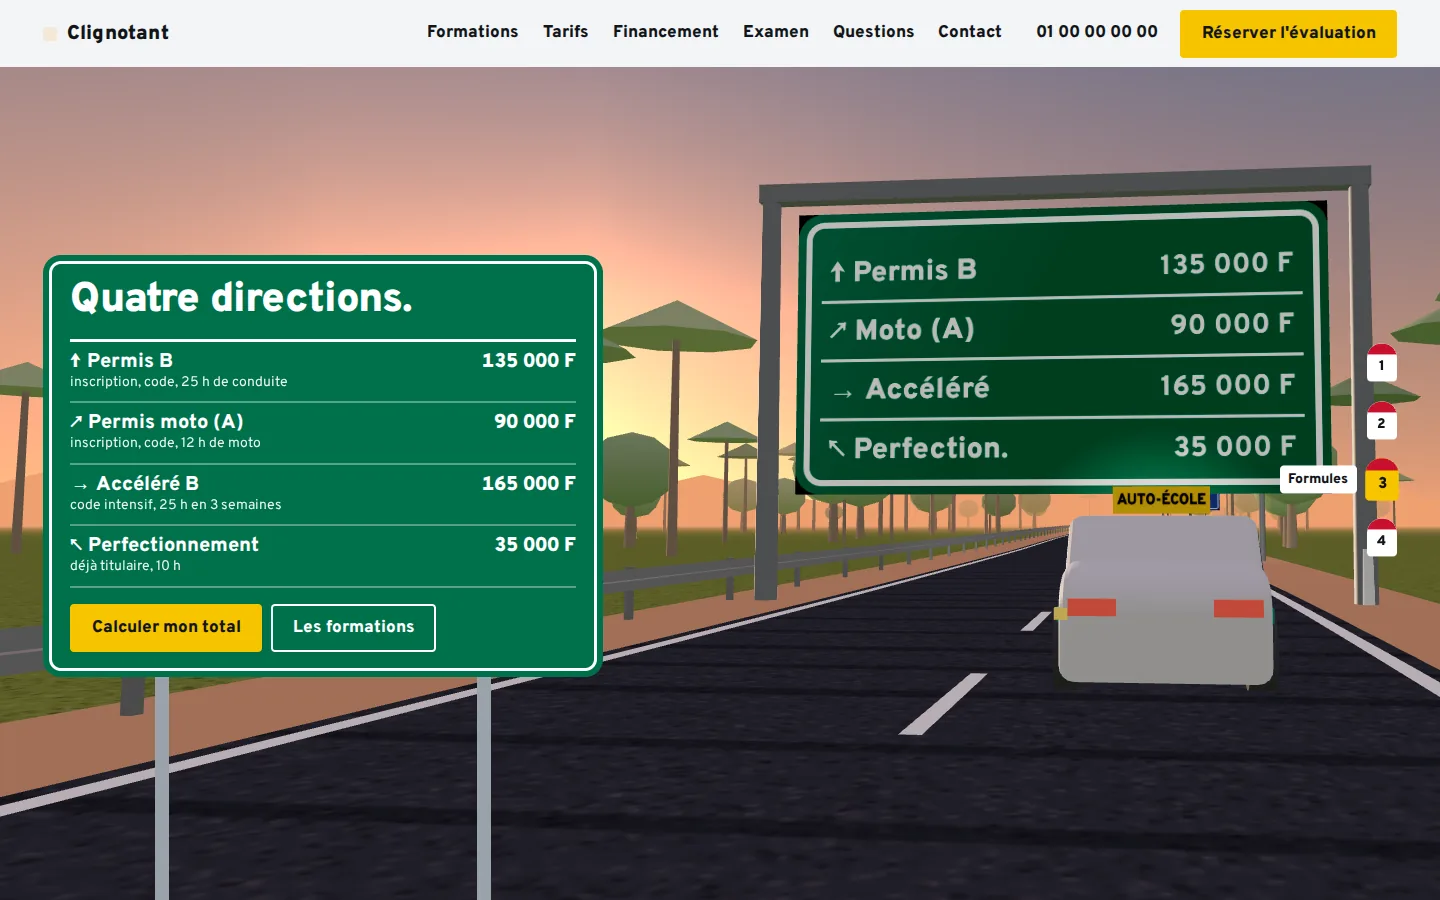 Clignotant
Formations Tarifs Financement Examen Questions Contact 01 00 00 00 00 Réserver l'évaluation
Quatre directions.
↑ Permis B 135 000 F
inscription, code, 25 h de conduite
↗ Permis moto (A) 90 000 F
inscription, code, 12 h de moto
→ Accéléré B 165 000 F
code intensif, 25 h en 3 semaines
↖ Perfectionnement 35 000 F
déjà titulaire, 10 h
Calculer mon total Les formations
↑ Permis B 135 000 F
↗ Moto (A) 90 000 F
→ Accéléré 165 000 F
↖ Perfection. 35 000 F
AUTO-ÉCOLE
1
2
Formules 3
4